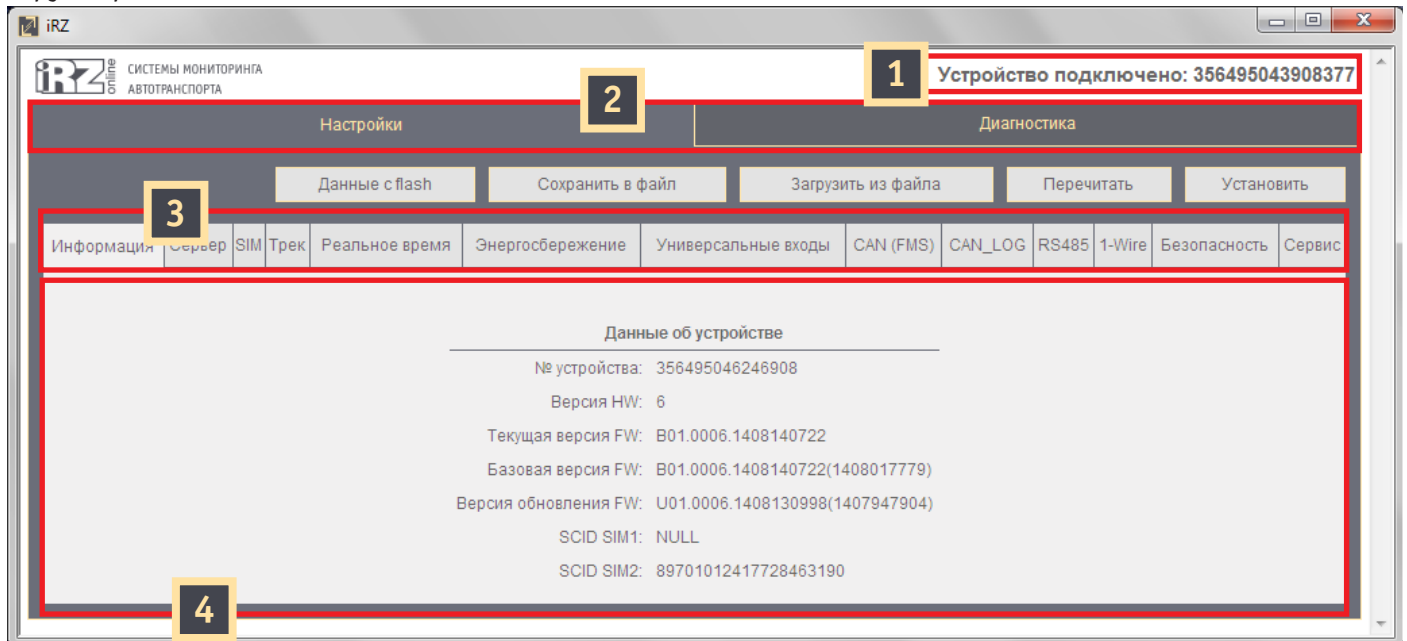 iRZ
iRZ online СИСТЕМЫ МОНИТОРИНГА
АВТОТРАНСПОРТА
1
Устройство подключено: 356495043908377
2
Настройки
Диагностика
Данные с flash
Сохранить в файл
Загрузить из файла
Перечитать
Установить
3
Информация Сервер SIM Трек Реальное время Энергосбережение Универсальные входы CAN (FMS) CAN_LOG RS485 1-Wire Безопасность Сервис
Данные об устройстве
№ устройства: 356495046246908
Версия HW: 6
Текущая версия FW: B01.0006.1408140722
Базовая версия FW: B01.0006.1408140722(1408017779)
Версия обновления FW: U01.0006.1408130998(1407947904)
SCID SIM1: NULL
SCID SIM2: 89701012417728463190
4